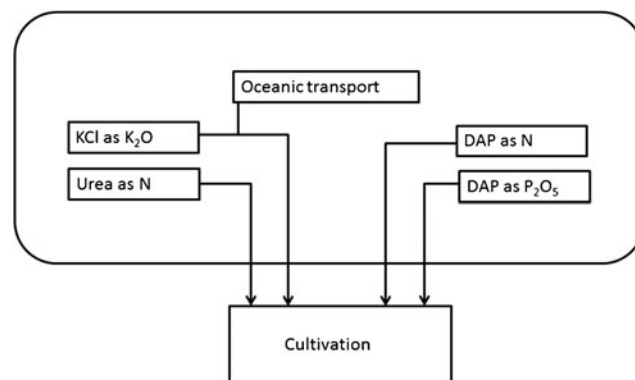 Oceanic transport
KCl as K₂O
DAP as N
Urea as N
DAP as P₂O₅
Cultivation